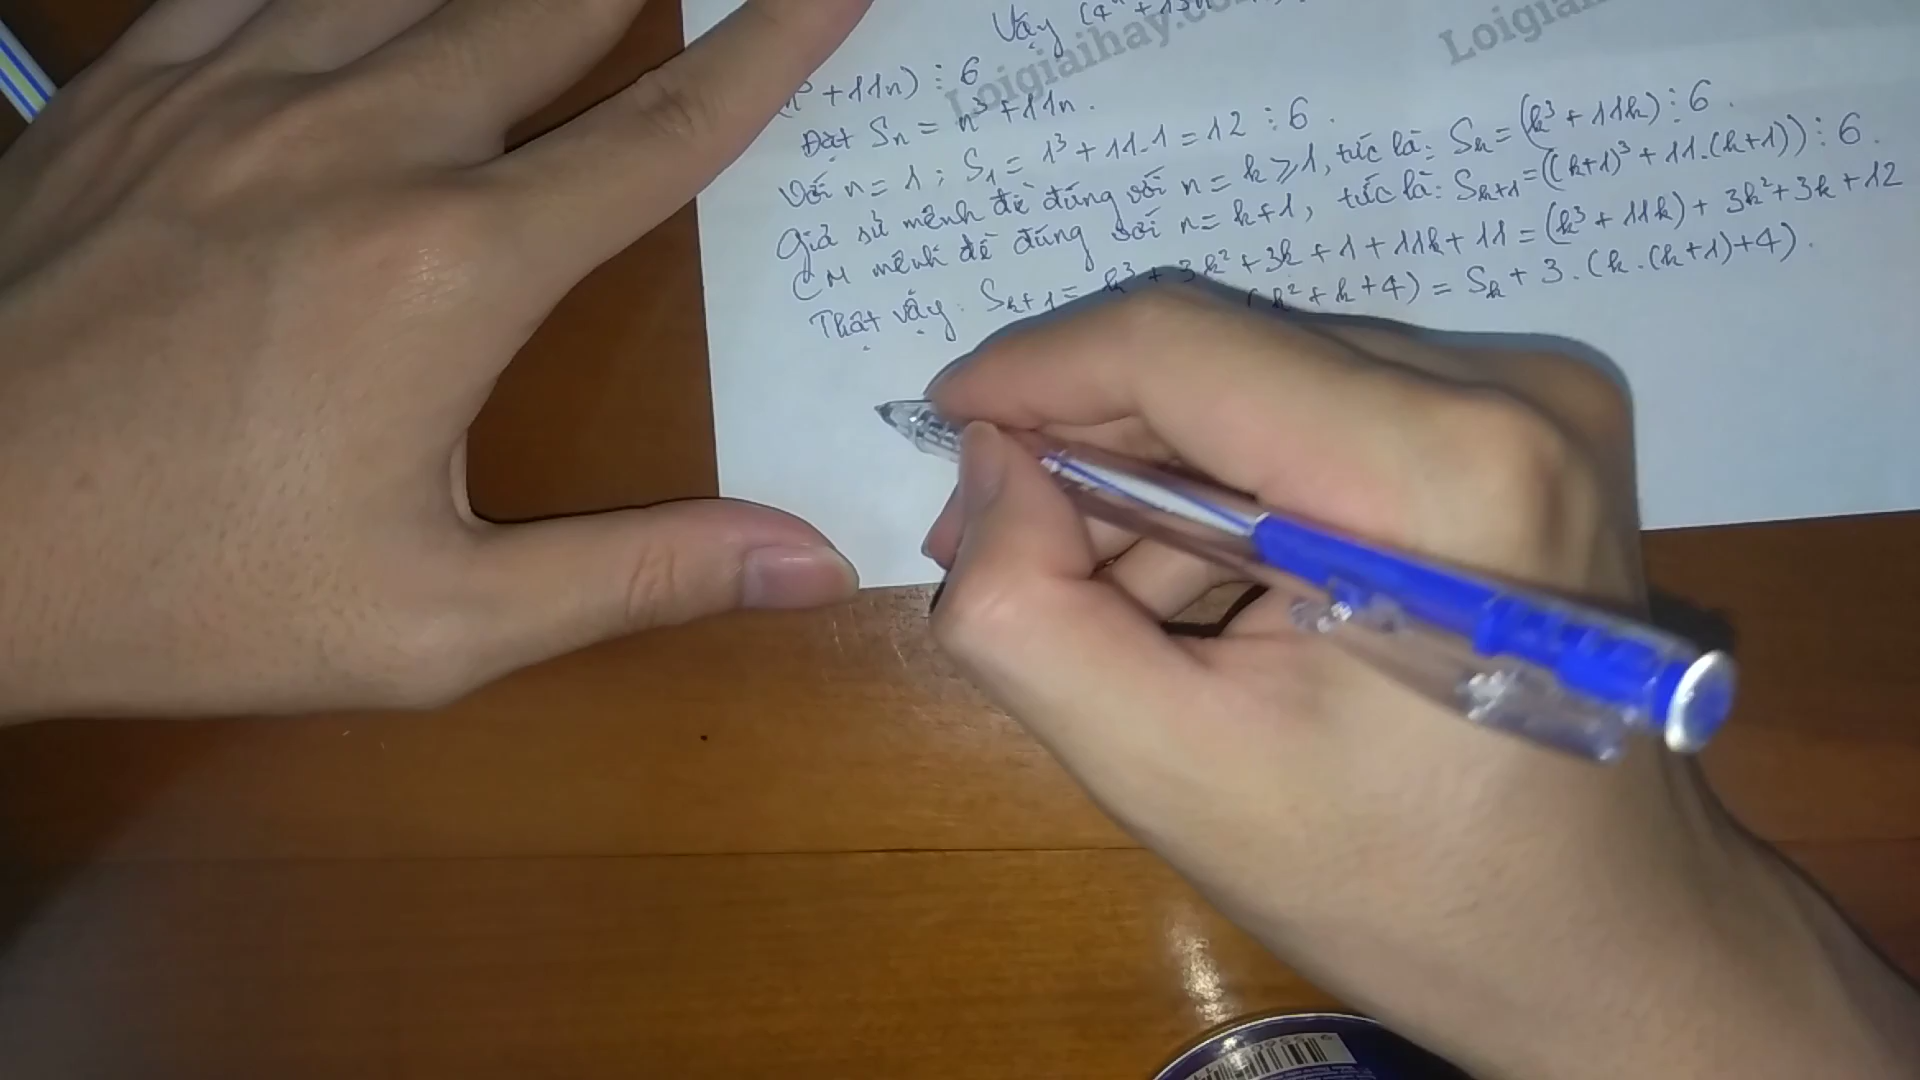 Vậy
Loigiaihay.com
Loigiai
+ 11n) ⋮ 6
Đặt Sn = n³ + 11n.
Với n = 1 ; S₁ = 1³ + 11.1 = 12 ⋮ 6.
Giả sử mệnh đề đúng với n = k ⩾ 1, tức là: Sk = (k³ + 11k) ⋮ 6.
CM mệnh đề đúng với n = k+1, tức là: Sk+1 = ((k+1)³ + 11.(k+1)) ⋮ 6.
Thật vậy: Sk+1 = k³ + 3k² + 3k + 1 + 11k + 11 = (k³ + 11k) + 3k² + 3k + 12
(k² + k + 4) = Sk + 3.(k.(k+1)+4).